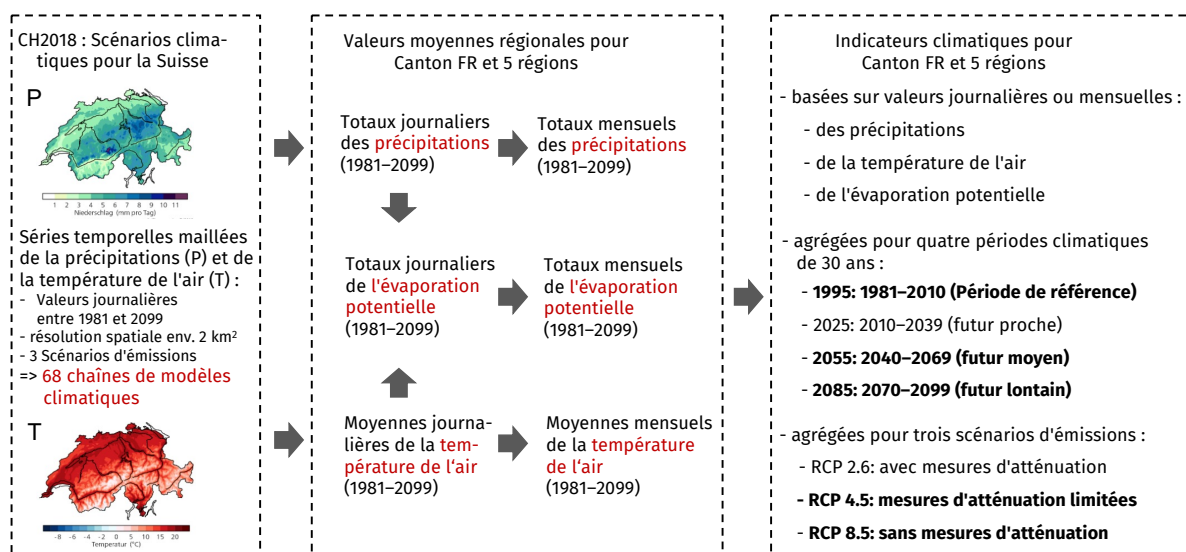 CH2018 : Scénarios clima-
tiques pour la Suisse
P
1 2 3 4 5 6 7 8 9 10 11
Niederschlag (mm pro Tag)
Séries temporelles maillées
de la précipitations (P) et de
la température de l'air (T) :
- Valeurs journalières
entre 1981 et 2099
- résolution spatiale env. 2 km²
- 3 Scénarios d'émissions
=> 68 chaînes de modèles
climatiques
T
-8 -6 -4 -2 0 5 10 15 20
Temperatur (°C)
Valeurs moyennes régionales pour
Canton FR et 5 régions
Totaux journaliers
des précipitations
(1981–2099)
Totaux mensuels
des précipitations
(1981–2099)
Totaux journaliers
de l'évaporation
potentielle
(1981–2099)
Totaux mensuels
de l'évaporation
potentielle
(1981–2099)
Moyennes journa-
lières de la tem-
pérature de l'air
(1981–2099)
Moyennes mensuels
de la température
de l'air
(1981–2099)
Indicateurs climatiques pour
Canton FR et 5 régions
- basées sur valeurs journalières ou mensuelles :
- des précipitations
- de la température de l'air
- de l'évaporation potentielle
- agrégées pour quatre périodes climatiques
de 30 ans :
- 1995: 1981–2010 (Période de référence)
- 2025: 2010–2039 (futur proche)
- 2055: 2040–2069 (futur moyen)
- 2085: 2070–2099 (futur lontain)
- agrégées pour trois scénarios d'émissions :
- RCP 2.6: avec mesures d'atténuation
- RCP 4.5: mesures d'atténuation limitées
- RCP 8.5: sans mesures d'atténuation